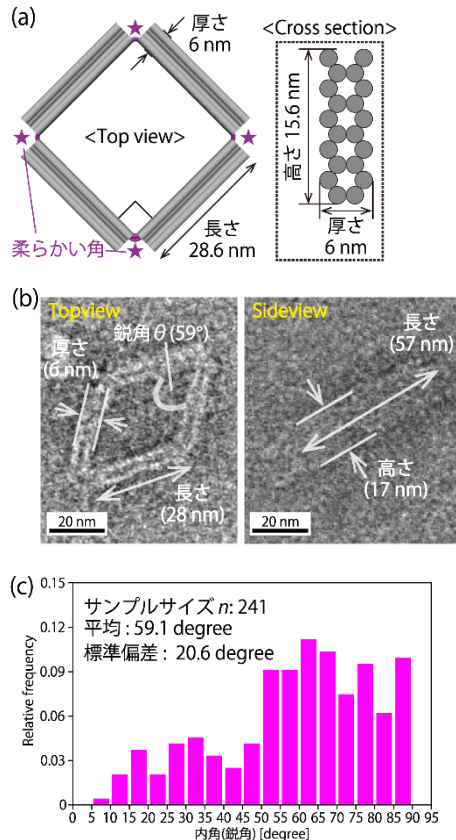 (a)
厚さ
6 nm
<Top view>
柔らかい角
長さ
28.6 nm
<Cross section>
高さ 15.6 nm
厚さ
6 nm
(b)
Topview
厚さ
(6 nm)
鋭角θ(59°)
長さ
(28 nm)
20 nm
Sideview
長さ
(57 nm)
高さ
(17 nm)
20 nm
(c)
サンプルサイズ n: 241
平均 : 59.1 degree
標準偏差 : 20.6 degree
Relative frequency
0.15
0.12
0.09
0.06
0.03
0
0 5 10 15 20 25 30 35 40 45 50 55 60 65 70 75 80 85 90 95
内角(鋭角) [degree]